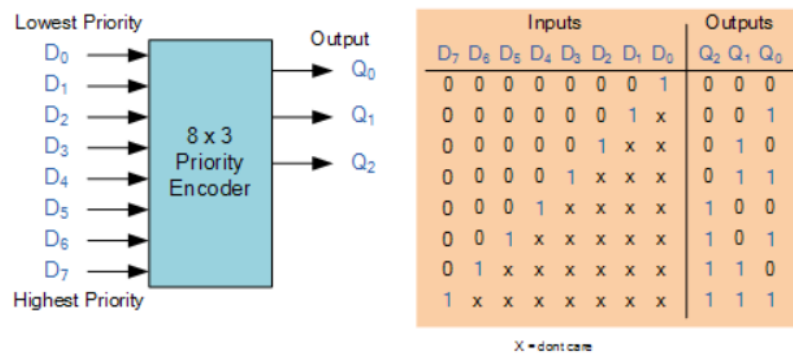 Lowest Priority
D₀
D₁
D₂
D₃
D₄
D₅
D₆
D₇
Highest Priority
8 x 3
Priority
Encoder
Output
Q₀
Q₁
Q₂
Inputs Outputs
D₇ D₆ D₅ D₄ D₃ D₂ D₁ D₀ Q₂ Q₁ Q₀
0 0 0 0 0 0 0 1 0 0 0
0 0 0 0 0 0 1 x 0 0 1
0 0 0 0 0 1 x x 0 1 0
0 0 0 0 1 x x x 0 1 1
0 0 0 1 x x x x 1 0 0
0 0 1 x x x x x 1 0 1
0 1 x x x x x x 1 1 0
1 x x x x x x x 1 1 1
X = dont care